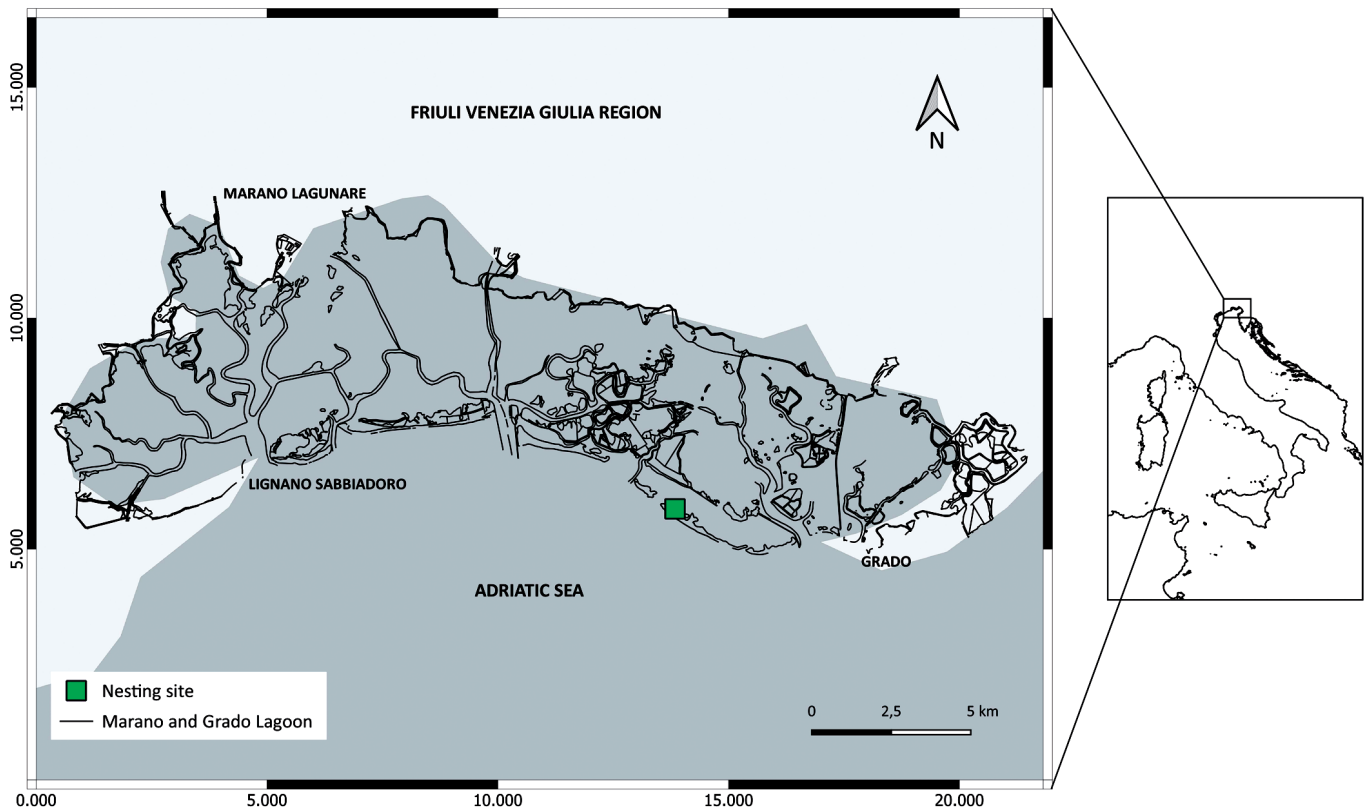 15.000
FRIULI VENEZIA GIULIA REGION
N
MARANO LAGUNARE
10.000
LIGNANO SABBIADORO
5.000
GRADO
ADRIATIC SEA
Nesting site
Marano and Grado Lagoon
0 2,5 5 km
0.000 5.000 10.000 15.000 20.000